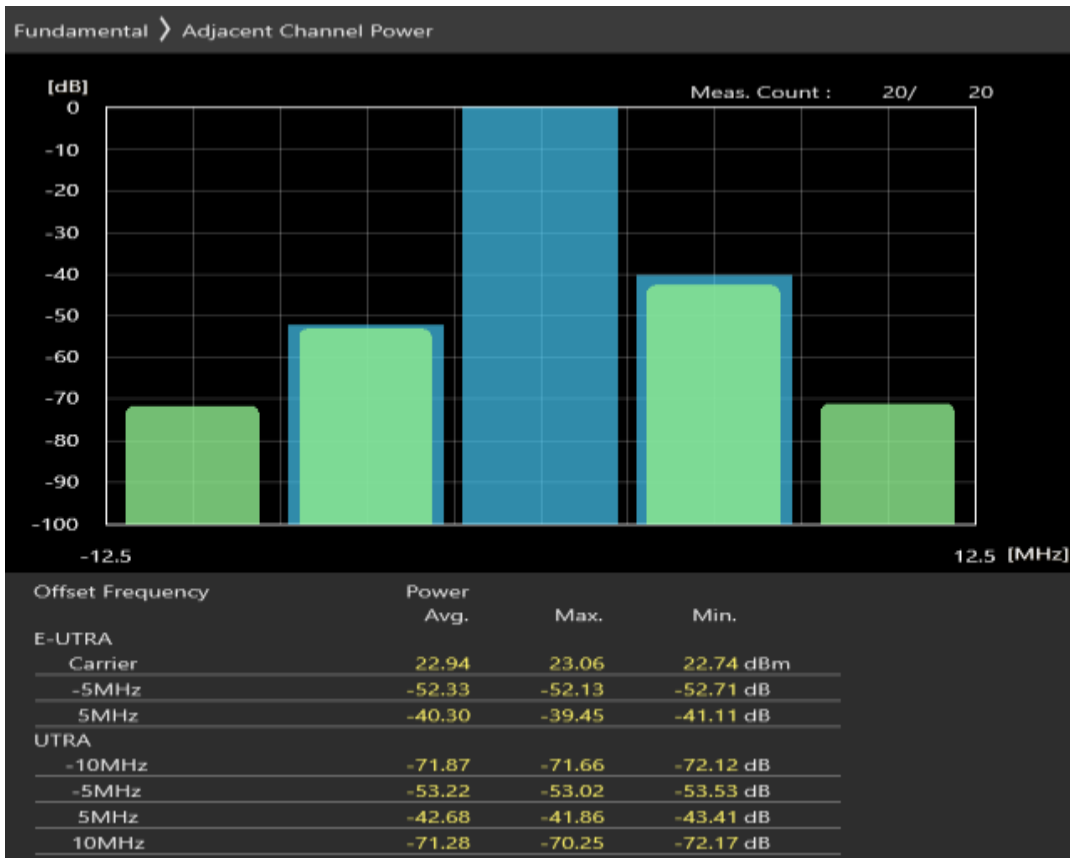 Fundamental 》 Adjacent Channel Power
[dB]
Meas. Count : 20/ 20
0
-10
-20
-30
-40
-50
-60
-70
-80
-90
-100
-12.5 12.5 [MHz]
Offset Frequency Power
Avg. Max. Min.
E-UTRA
Carrier 22.94 23.06 22.74 dBm
-5MHz -52.33 -52.13 -52.71 dB
5MHz -40.30 -39.45 -41.11 dB
UTRA
-10MHz -71.87 -71.66 -72.12 dB
-5MHz -53.22 -53.02 -53.53 dB
5MHz -42.68 -41.86 -43.41 dB
10MHz -71.28 -70.25 -72.17 dB